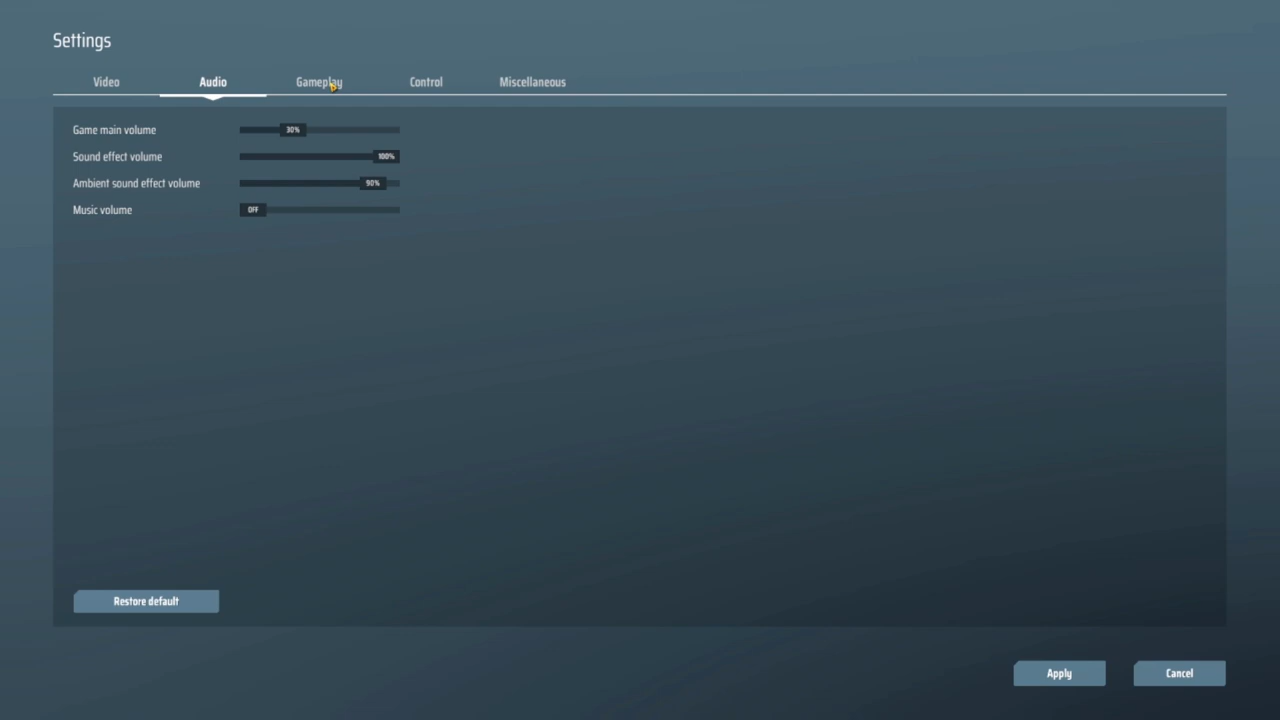 Settings
Video Audio Gameplay Control Miscellaneous
Game main volume 30%
Sound effect volume 100%
Ambient sound effect volume 90%
Music volume OFF
Restore default
Apply Cancel